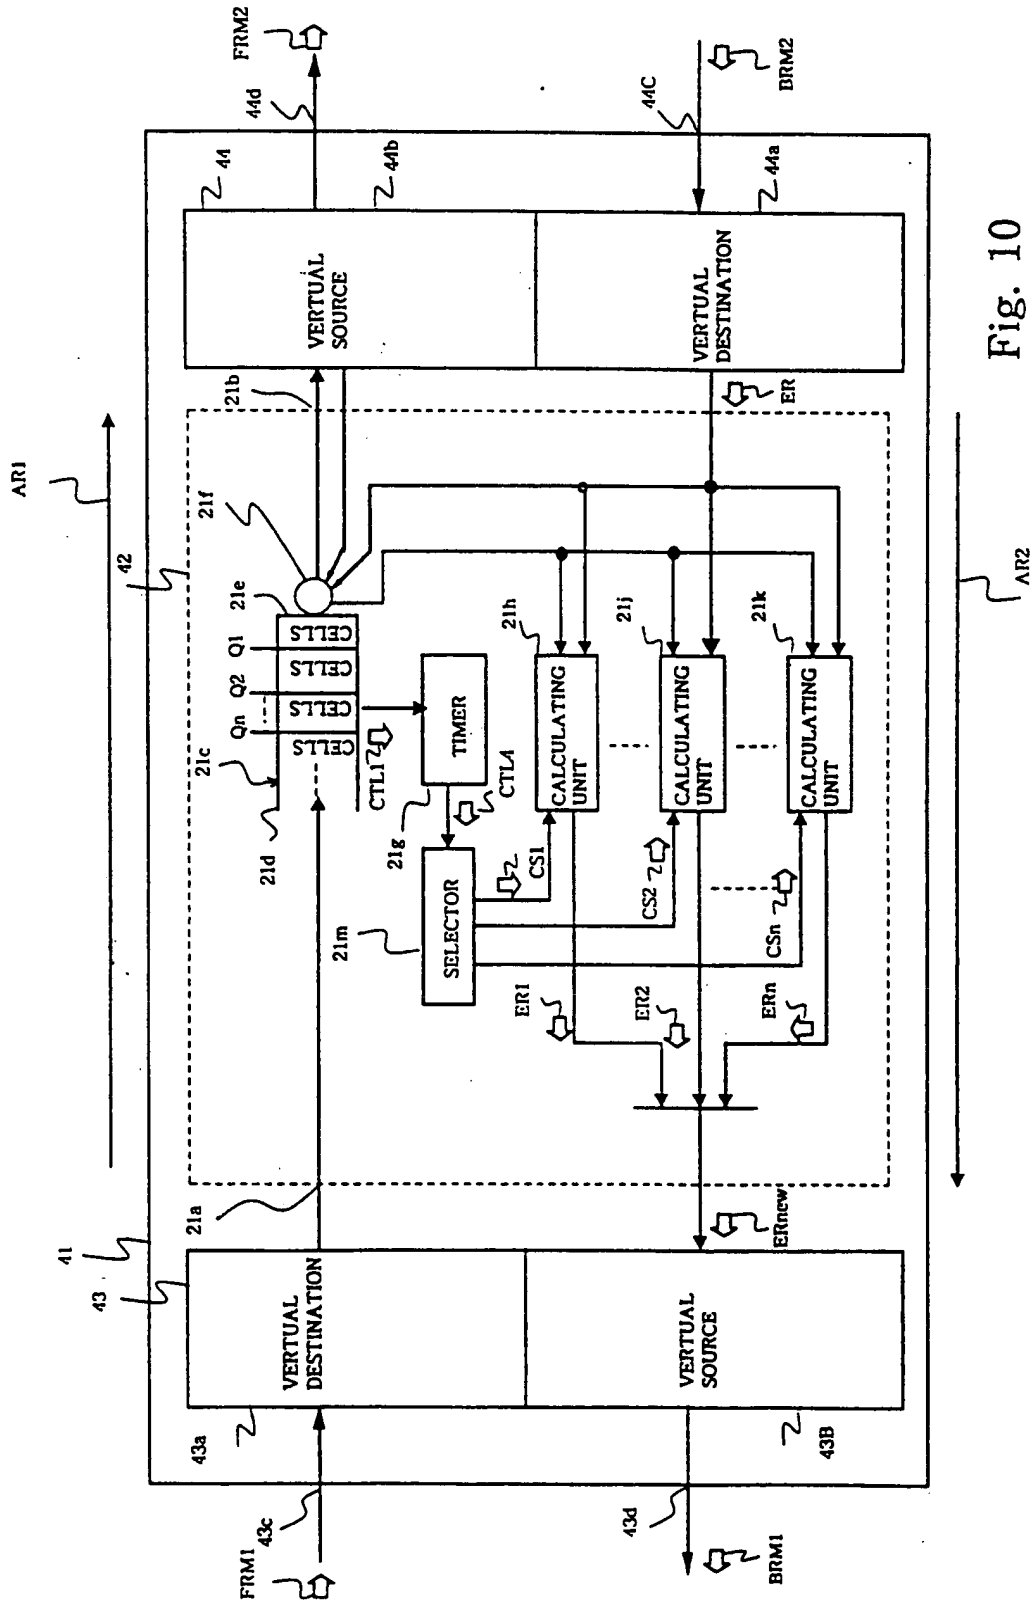 AR1
FRM1
43c
43a
43
41
VERTUAL
DESTINATION
21a
21d
21c
Qn
Q2
Q1
21e
21f
42
CELLS
CELLS
CELLS
CELLS
21b
VERTUAL
SOURCE
44
44b
44d
FRM2
CTL1
TIMER
21g
CTL4
SELECTOR
21m
CS1
CS2
CSn
CALCULATING
UNIT
21h
CALCULATING
UNIT
21j
CALCULATING
UNIT
21k
ER1
ER2
ERn
ERnew
ER
VERTUAL
SOURCE
43B
43d
BRM1
VERTUAL
DESTINATION
44a
44C
BRM2
AR2
Fig. 10